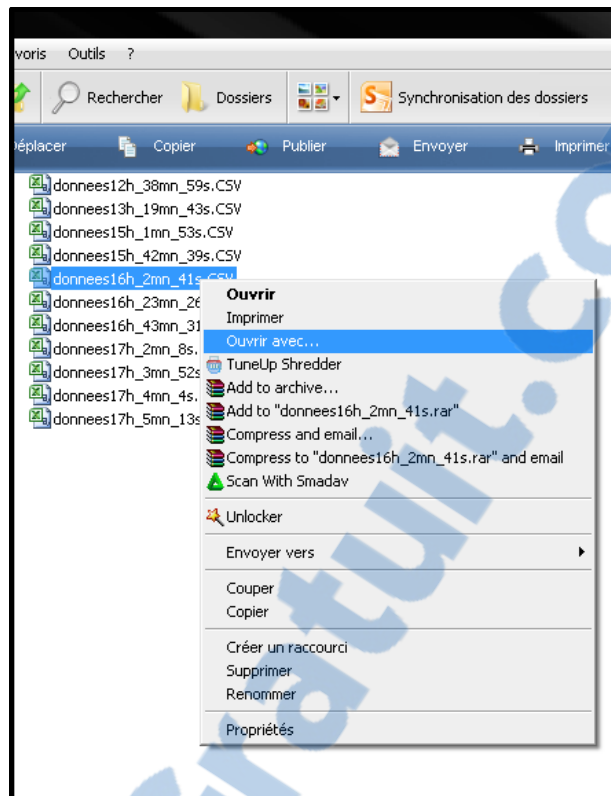 voris Outils ?
Rechercher Dossiers Synchronisation des dossiers
Déplacer Copier Publier Envoyer Imprimer
donnees12h_38mn_59s.CSV
donnees13h_19mn_43s.CSV
donnees15h_1mn_53s.CSV
donnees15h_42mn_39s.CSV
donnees16h_2mn_41s.CSV
donnees16h_23mn_26
donnees16h_43mn_31
donnees17h_2mn_8s.
donnees17h_3mn_52s
donnees17h_4mn_4s.
donnees17h_5mn_13s
Ouvrir
Imprimer
Ouvrir avec...
TuneUp Shredder
Add to archive...
Add to "donnees16h_2mn_41s.rar"
Compress and email...
Compress to "donnees16h_2mn_41s.rar" and email
Scan With Smadav
Unlocker
Envoyer vers
Couper
Copier
Créer un raccourci
Supprimer
Renommer
Propriétés
ratuit.co